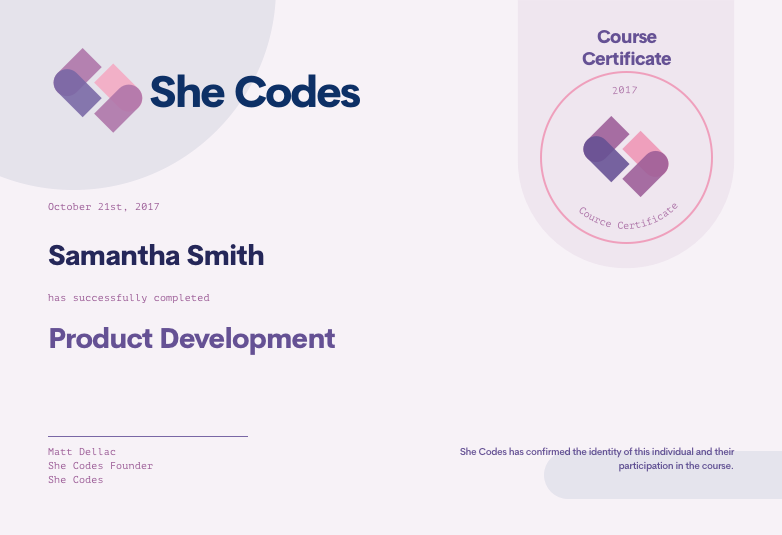 She Codes
Course
Certificate
2017
Cource Certificate
October 21st, 2017
Samantha Smith
has successfully completed
Product Development
Matt Dellac
She Codes Founder
She Codes
She Codes has confirmed the identity of this individual and their
participation in the course.